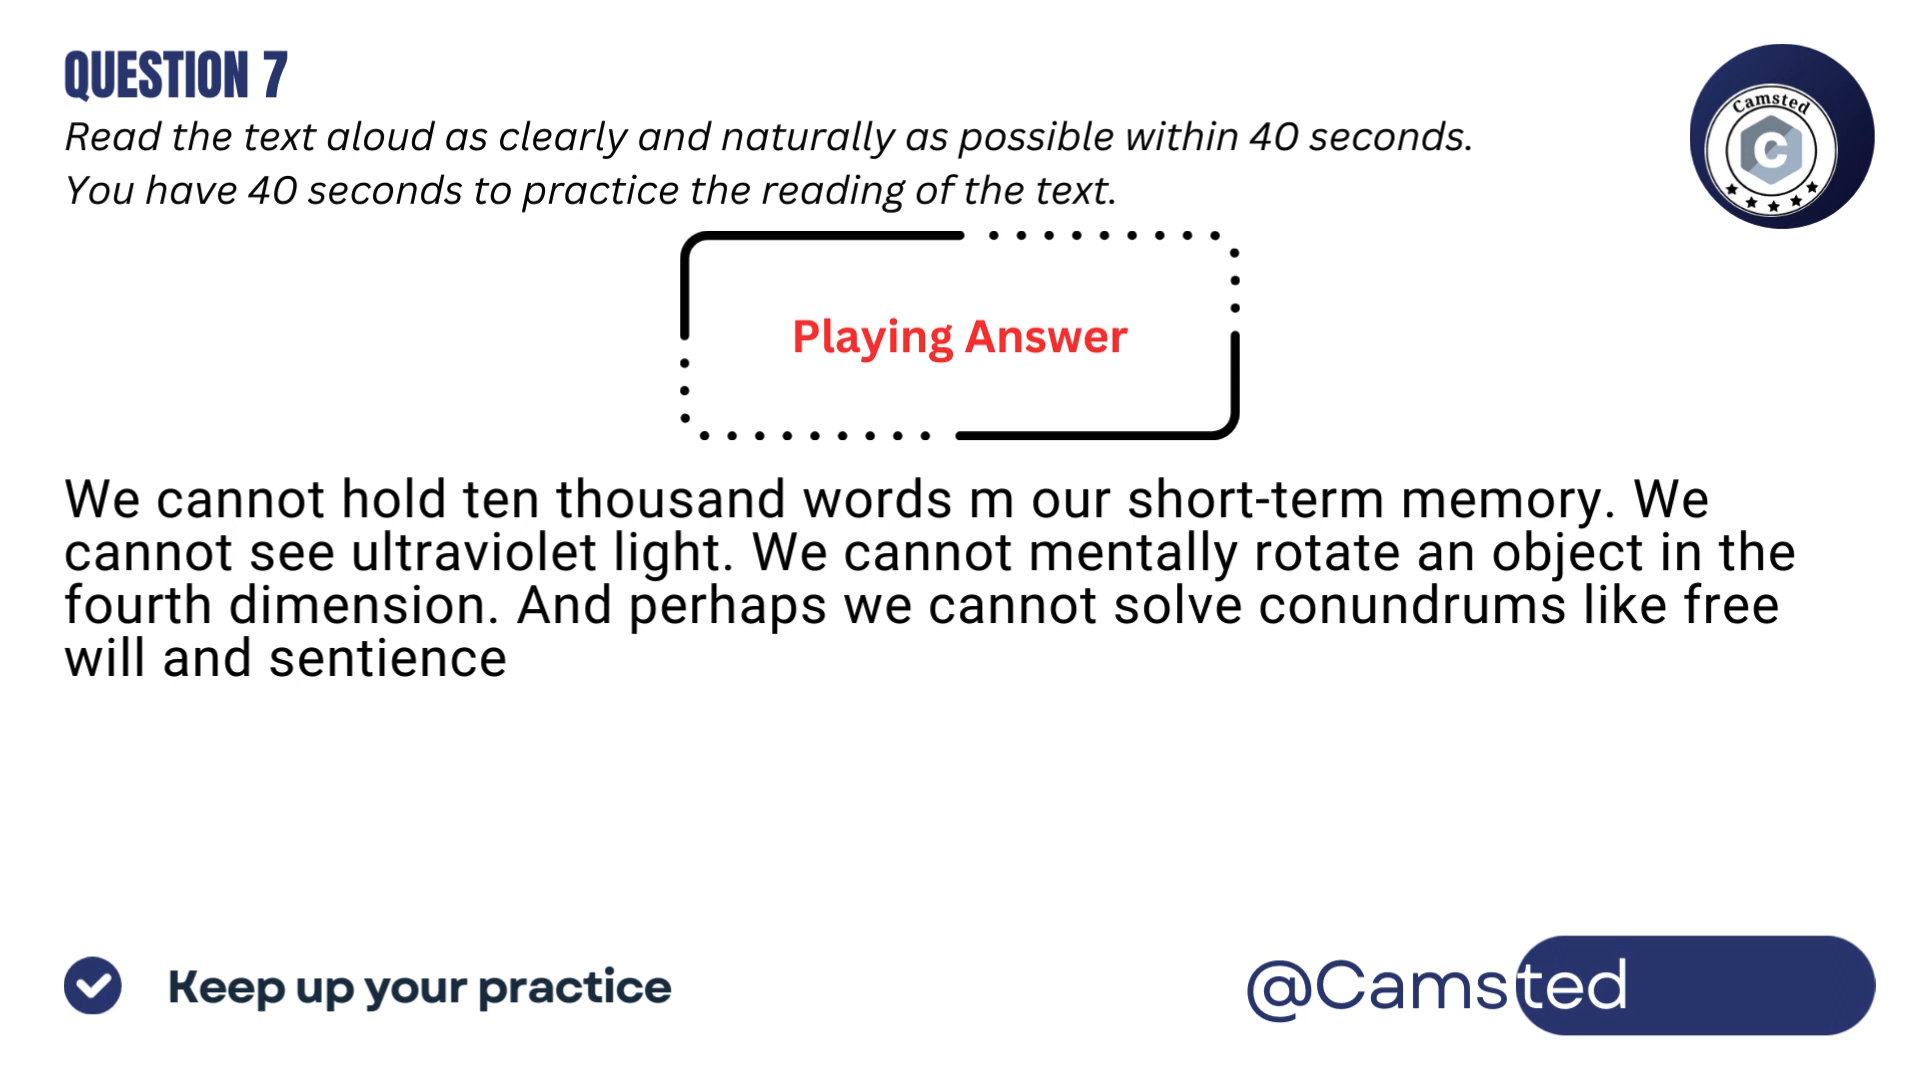 QUESTION 7
Read the text aloud as clearly and naturally as possible within 40 seconds.
You have 40 seconds to practice the reading of the text.
Camsted
C
Playing Answer
We cannot hold ten thousand words m our short-term memory. We
cannot see ultraviolet light. We cannot mentally rotate an object in the
fourth dimension. And perhaps we cannot solve conundrums like free
will and sentience
Keep up your practice
@Camsted